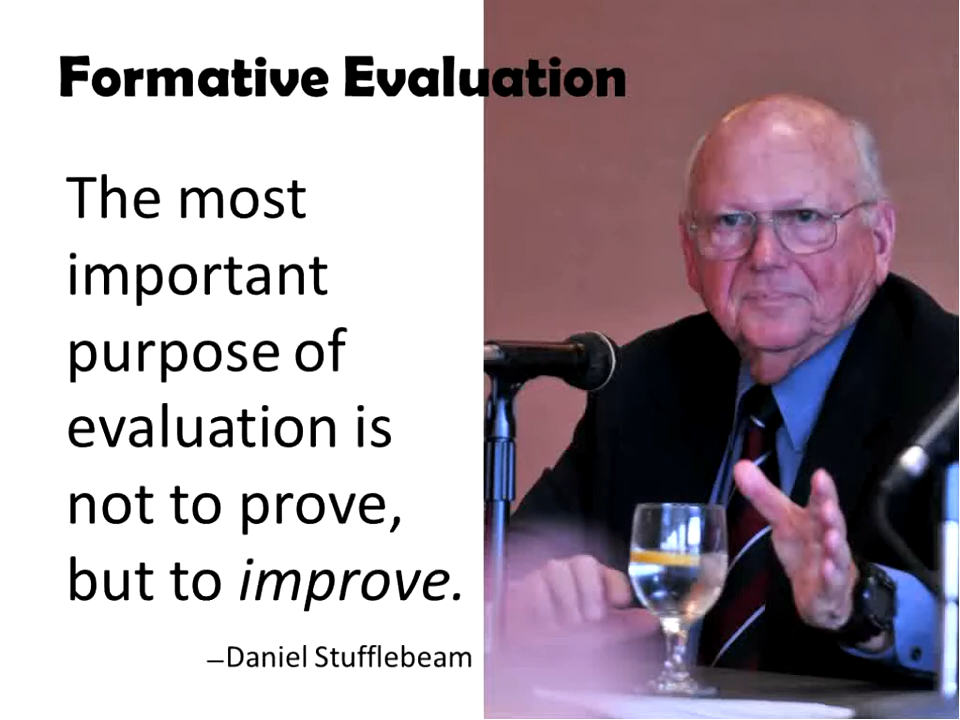 Formative Evaluation
The most
important
purpose of
evaluation is
not to prove,
but to improve.
—Daniel Stufflebeam